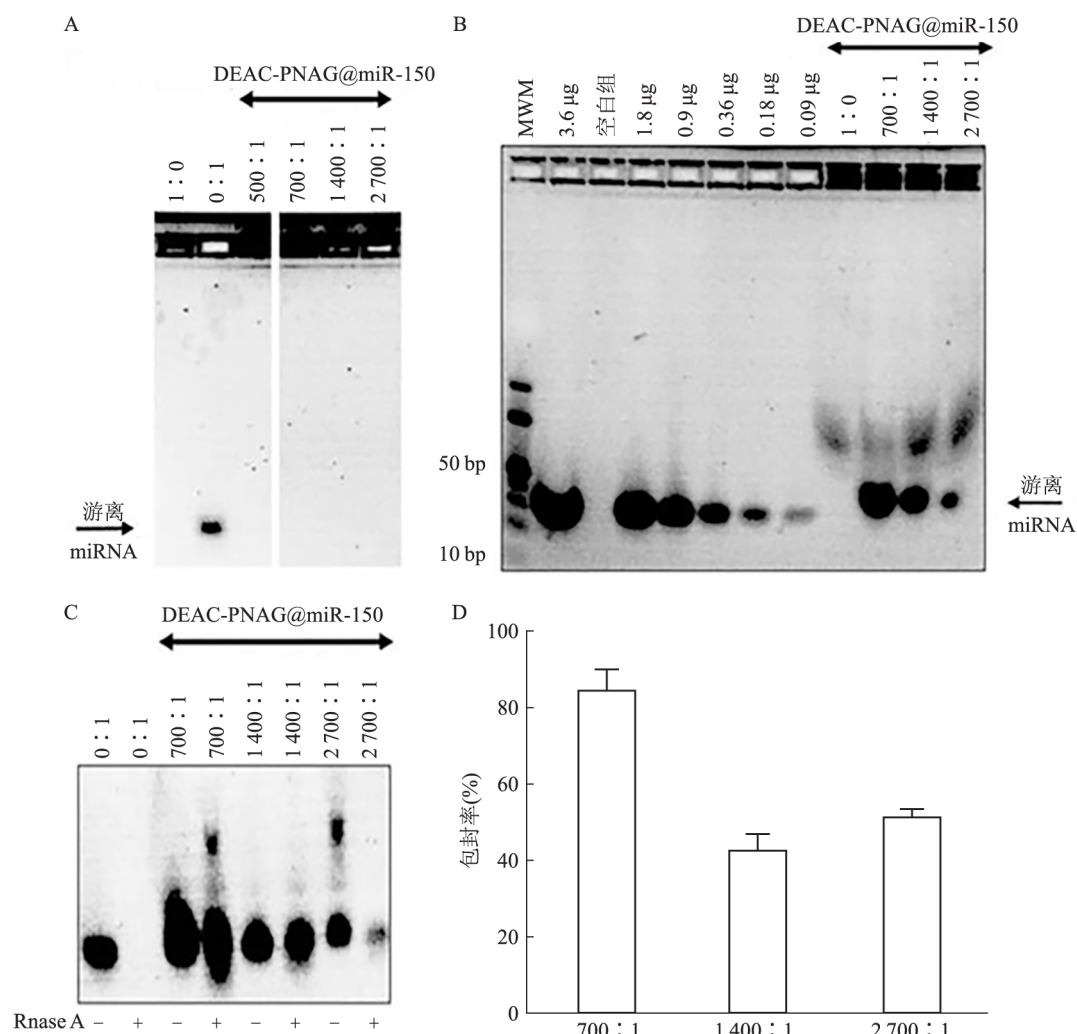 A
DEAC-PNAG@miR-150
1∶0
0∶1
500∶1
700∶1
1 400∶1
2 700∶1
游离
miRNA
B
DEAC-PNAG@miR-150
MWM
3.6 μg
空白组
1.8 μg
0.9 μg
0.36 μg
0.18 μg
0.09 μg
1∶0
700∶1
1 400∶1
2 700∶1
50 bp
10 bp
游离
miRNA
C
DEAC-PNAG@miR-150
0∶1
0∶1
700∶1
700∶1
1 400∶1
1 400∶1
2 700∶1
2 700∶1
Rnase A − + − + − + − +
D
包封率(%)
100
80
60
40
20
0
700∶1 1 400∶1 2 700∶1